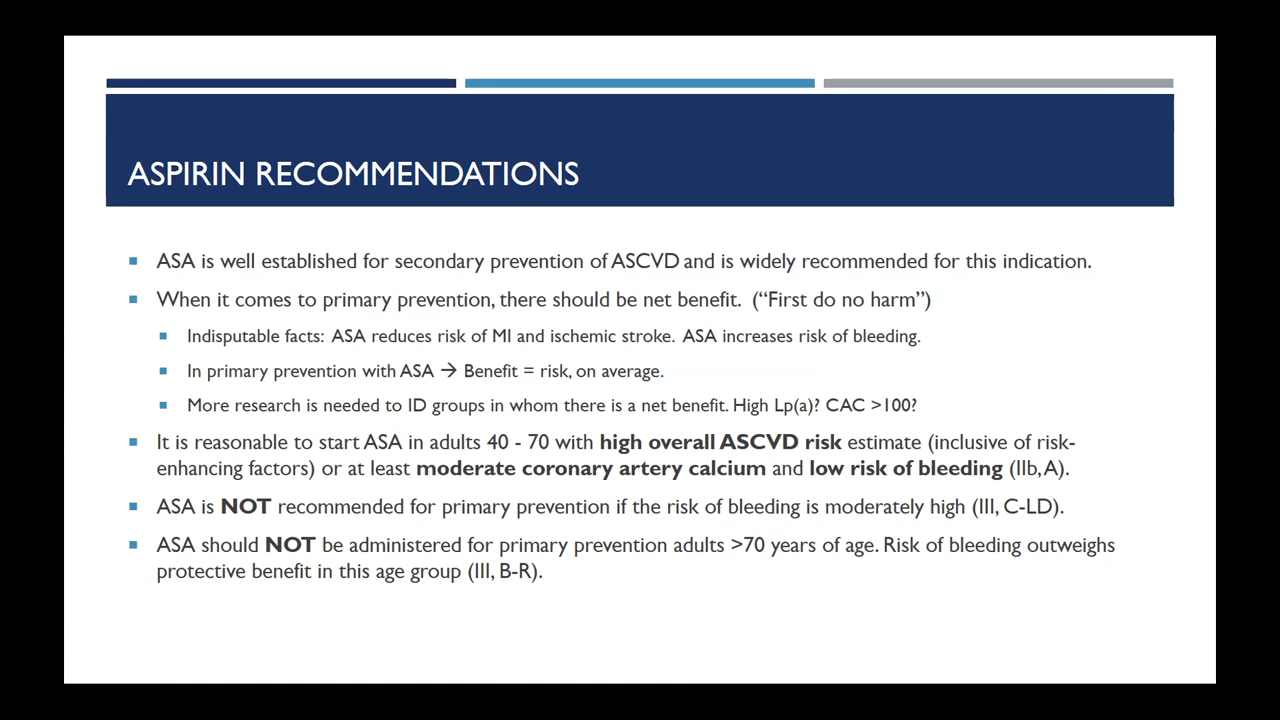 ASPIRIN RECOMMENDATIONS
▪ ASA is well established for secondary prevention of ASCVD and is widely recommended for this indication.
▪ When it comes to primary prevention, there should be net benefit. (“First do no harm”)
▪ Indisputable facts: ASA reduces risk of MI and ischemic stroke. ASA increases risk of bleeding.
▪ In primary prevention with ASA → Benefit = risk, on average.
▪ More research is needed to ID groups in whom there is a net benefit. High Lp(a)? CAC >100?
▪ It is reasonable to start ASA in adults 40 - 70 with high overall ASCVD risk estimate (inclusive of risk-
enhancing factors) or at least moderate coronary artery calcium and low risk of bleeding (IIb, A).
▪ ASA is NOT recommended for primary prevention if the risk of bleeding is moderately high (III, C-LD).
▪ ASA should NOT be administered for primary prevention adults >70 years of age. Risk of bleeding outweighs
protective benefit in this age group (III, B-R).